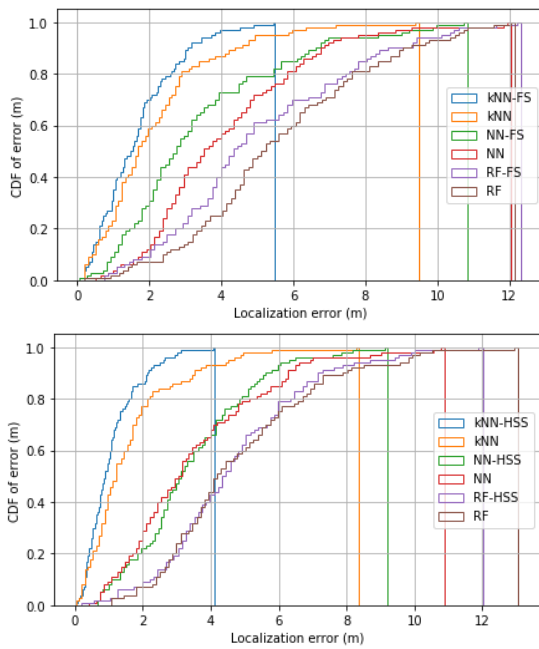 1.0
0.8
0.6
0.4
0.2
0.0
CDF of error (m)
kNN-FS
kNN
NN-FS
NN
RF-FS
RF
0 2 4 6 8 10 12
Localization error (m)
1.0
0.8
0.6
0.4
0.2
0.0
CDF of error (m)
kNN-HSS
kNN
NN-HSS
NN
RF-HSS
RF
0 2 4 6 8 10 12
Localization error (m)